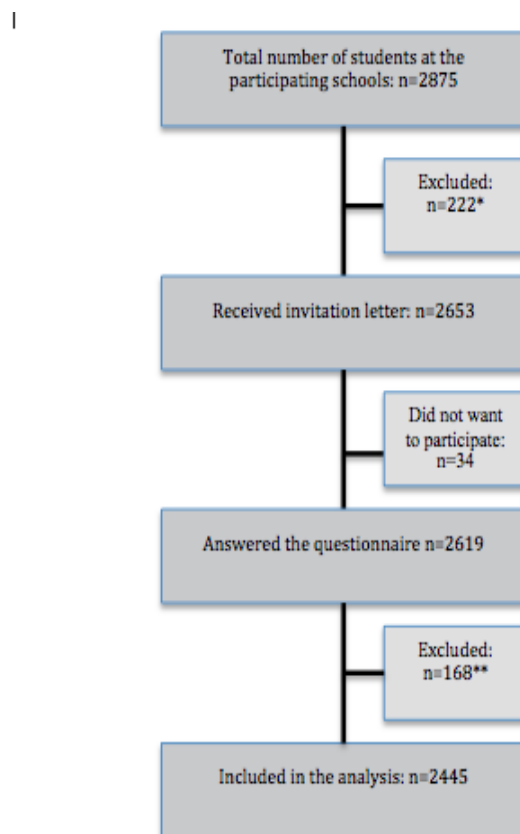 I
Total number of students at the
participating schools: n=2875
Excluded:
n=222*
Received invitation letter: n=2653
Did not want
to participate:
n=34
Answered the questionnaire n=2619
Excluded:
n=168**
Included in the analysis: n=2445